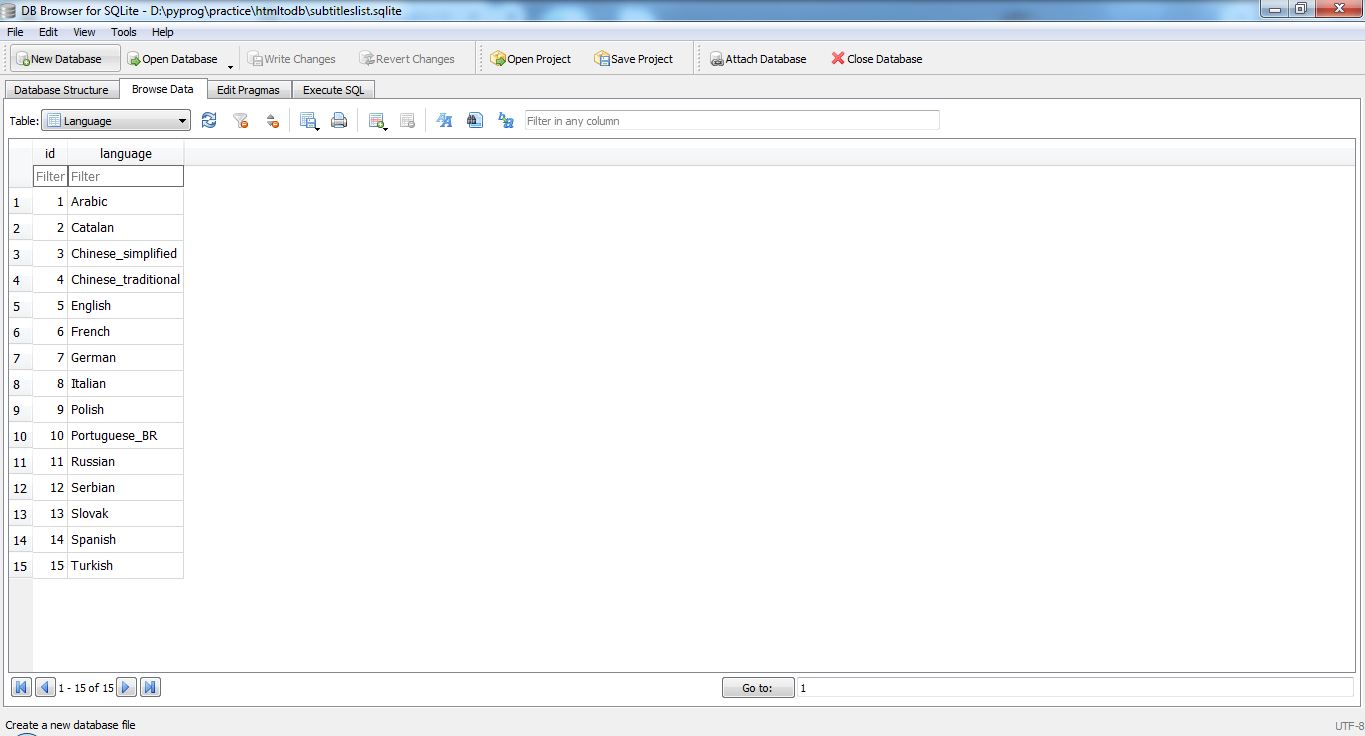 DB Browser for SQLite - D:\pyprog\practice\htmltodb\subtitleslist.sqlite
File Edit View Tools Help
New Database Open Database Write Changes Revert Changes Open Project Save Project Attach Database Close Database
Database Structure Browse Data Edit Pragmas Execute SQL
Table: Language Filter in any column
id language
Filter Filter
1 1 Arabic
2 2 Catalan
3 3 Chinese_simplified
4 4 Chinese_traditional
5 5 English
6 6 French
7 7 German
8 8 Italian
9 9 Polish
10 10 Portuguese_BR
11 11 Russian
12 12 Serbian
13 13 Slovak
14 14 Spanish
15 15 Turkish
1 - 15 of 15 Go to: 1
Create a new database file UTF-8